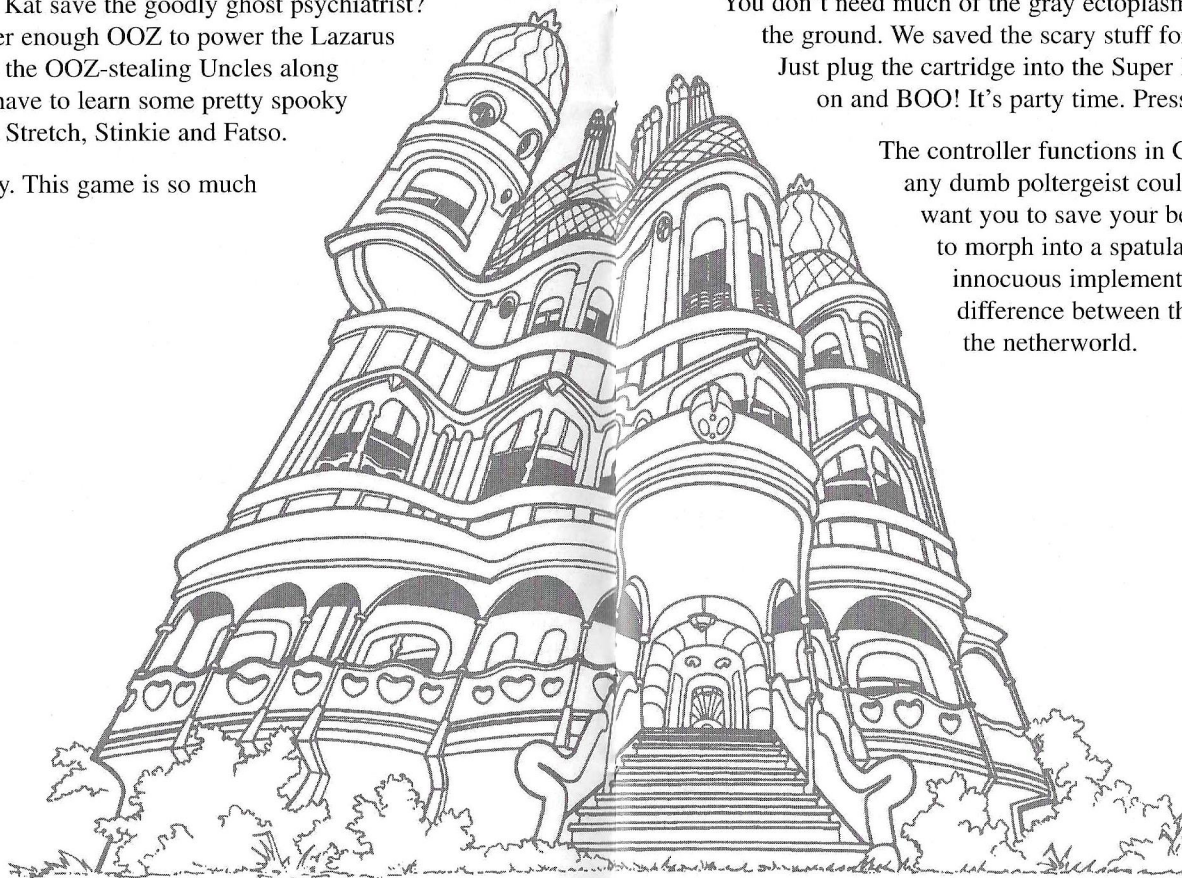 Kat save the goodly ghost psychiatrist?
er enough OOZ to power the Lazarus
the OOZ-stealing Uncles along
have to learn some pretty spooky
Stretch, Stinkie and Fatso.
y. This game is so much
You don't need much of the gray ectoplasm
the ground. We saved the scary stuff for
Just plug the cartridge into the Super
on and BOO! It's party time. Press
The controller functions in
any dumb poltergeist could
want you to save your
to morph into a spatula
innocuous implement
difference between
the netherworld.